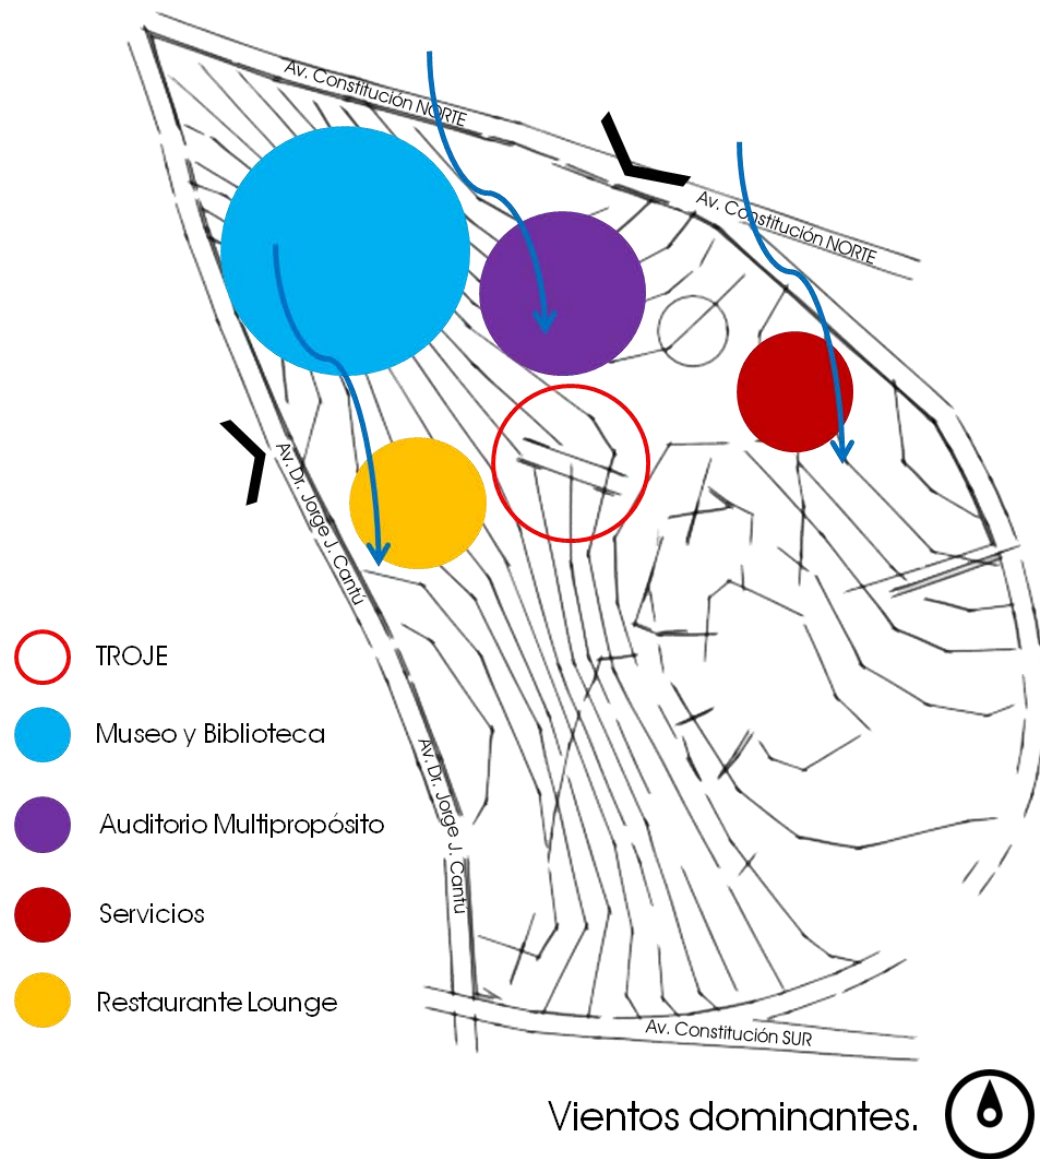 Av. Constitución NORTE
Av. Constitución NORTE
Av. Dr. Jorge J. Cantú
TROJE
Museo y Biblioteca
Av. Dr. Jorge J. Cantú
Auditorio Multipropósito
Servicios
Restaurante Lounge
Av. Constitución SUR
Vientos dominantes.